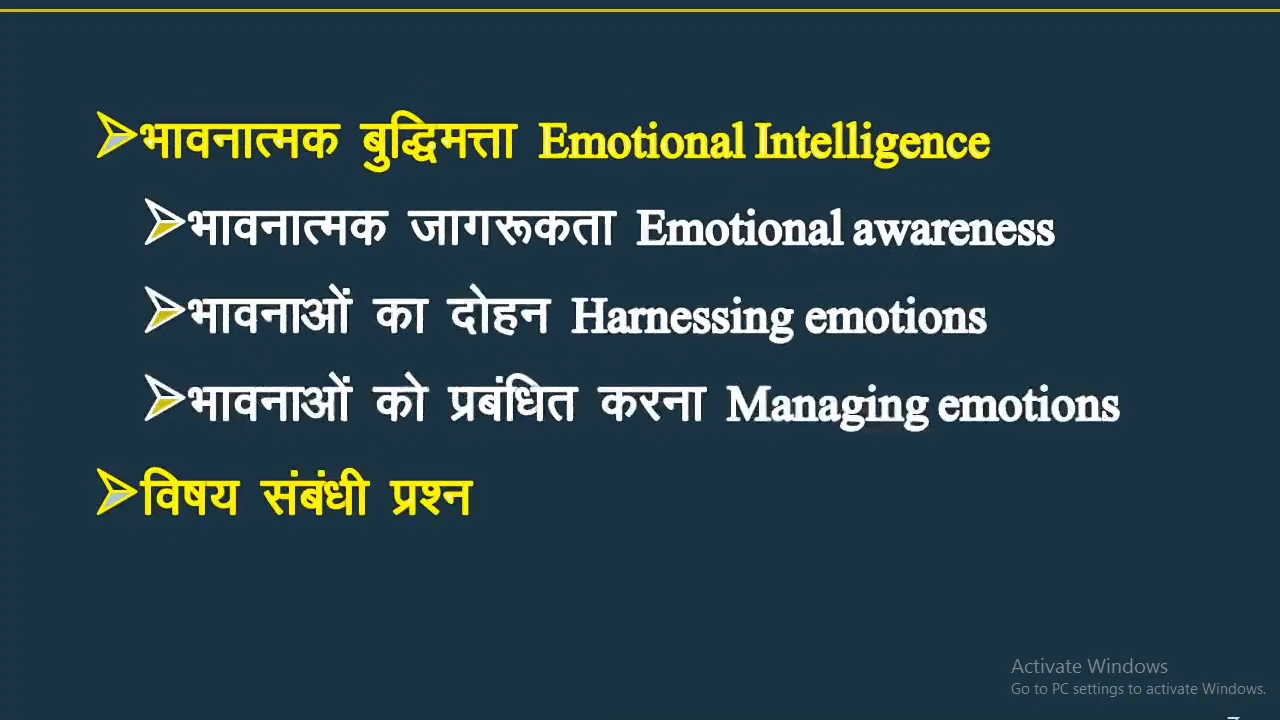 भावनात्मक बुद्धिमत्ता Emotional Intelligence
भावनात्मक जागरूकता Emotional awareness
भावनाओं का दोहन Harnessing emotions
भावनाओं को प्रबंधित करना Managing emotions
विषय संबंधी प्रश्न
Activate Windows
Go to PC settings to activate Windows.